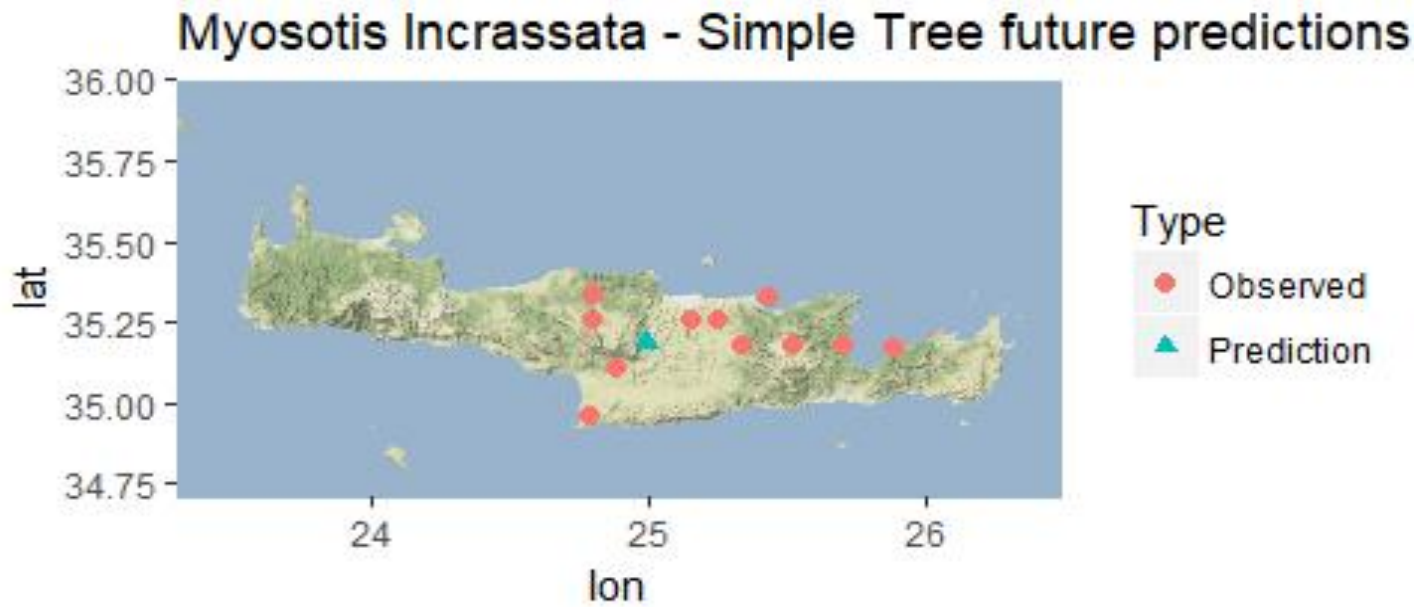 Myosotis Incrassata - Simple Tree future predictions
36.00
35.75
35.50
35.25
35.00
34.75
lat
24 25 26
lon
Type
Observed
Prediction